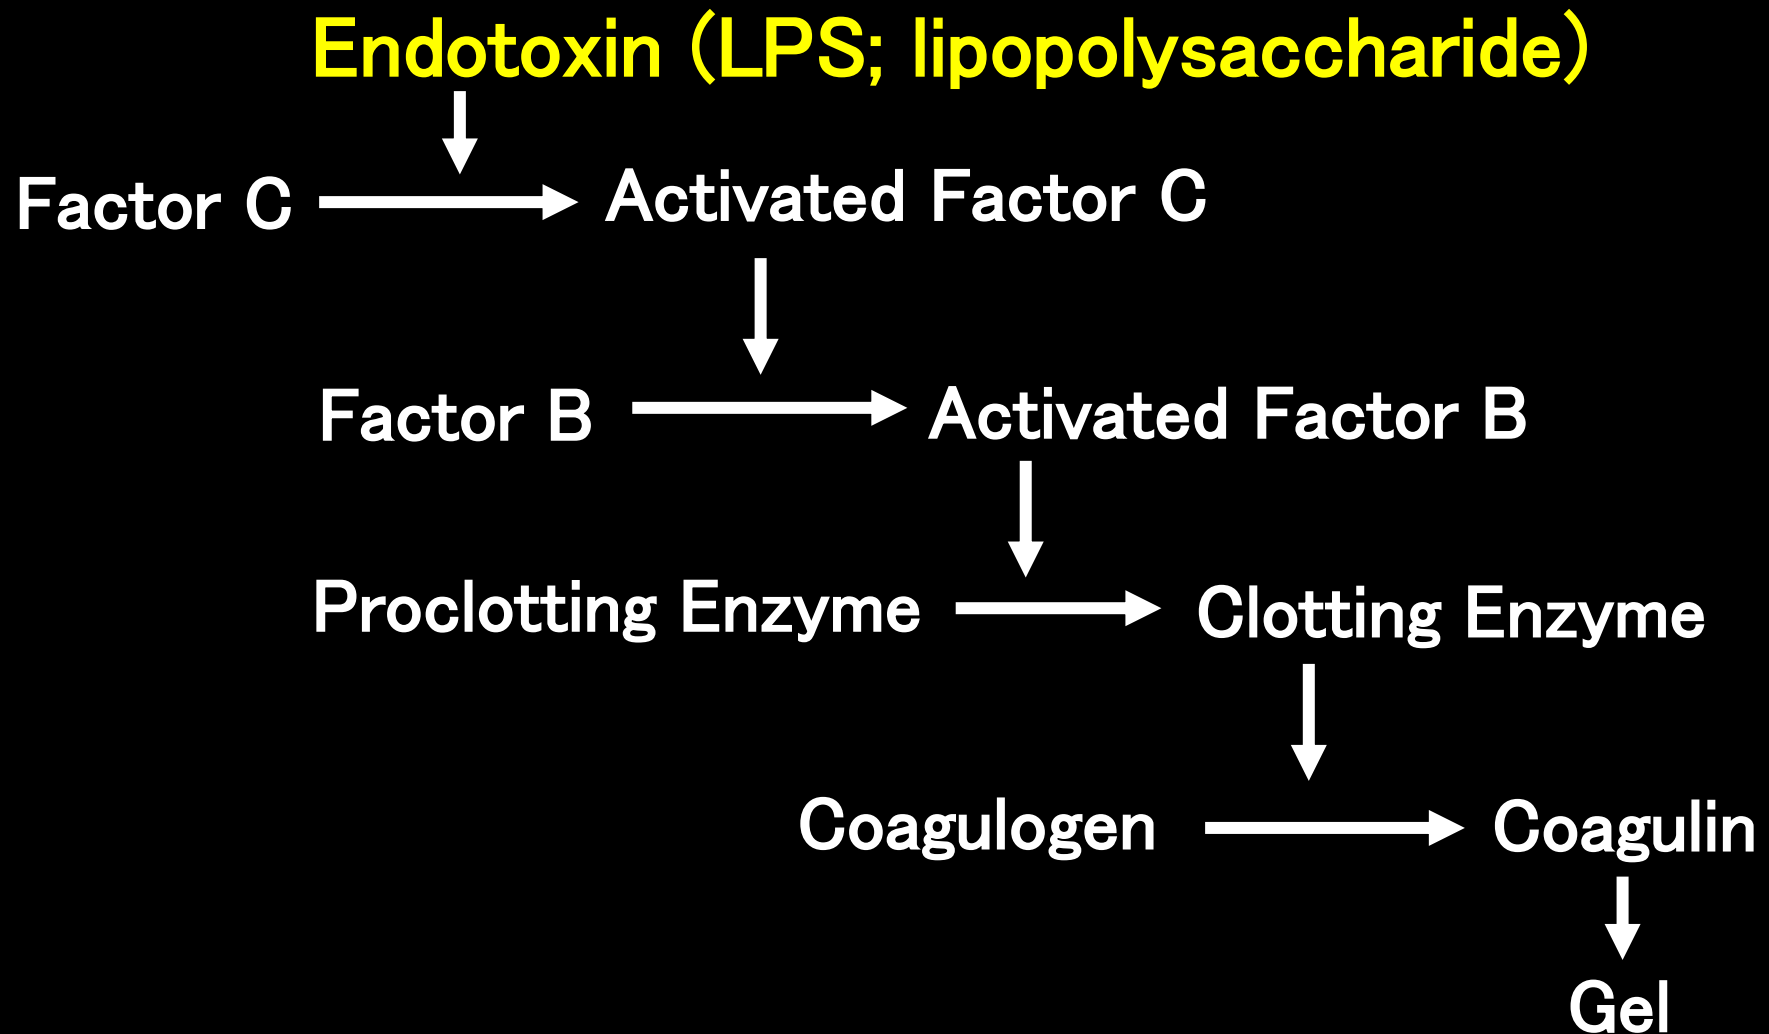 Endotoxin (LPS; lipopolysaccharide)
Factor C Activated Factor C
Factor B Activated Factor B
Proclotting Enzyme Clotting Enzyme
Coagulogen Coagulin
Gel